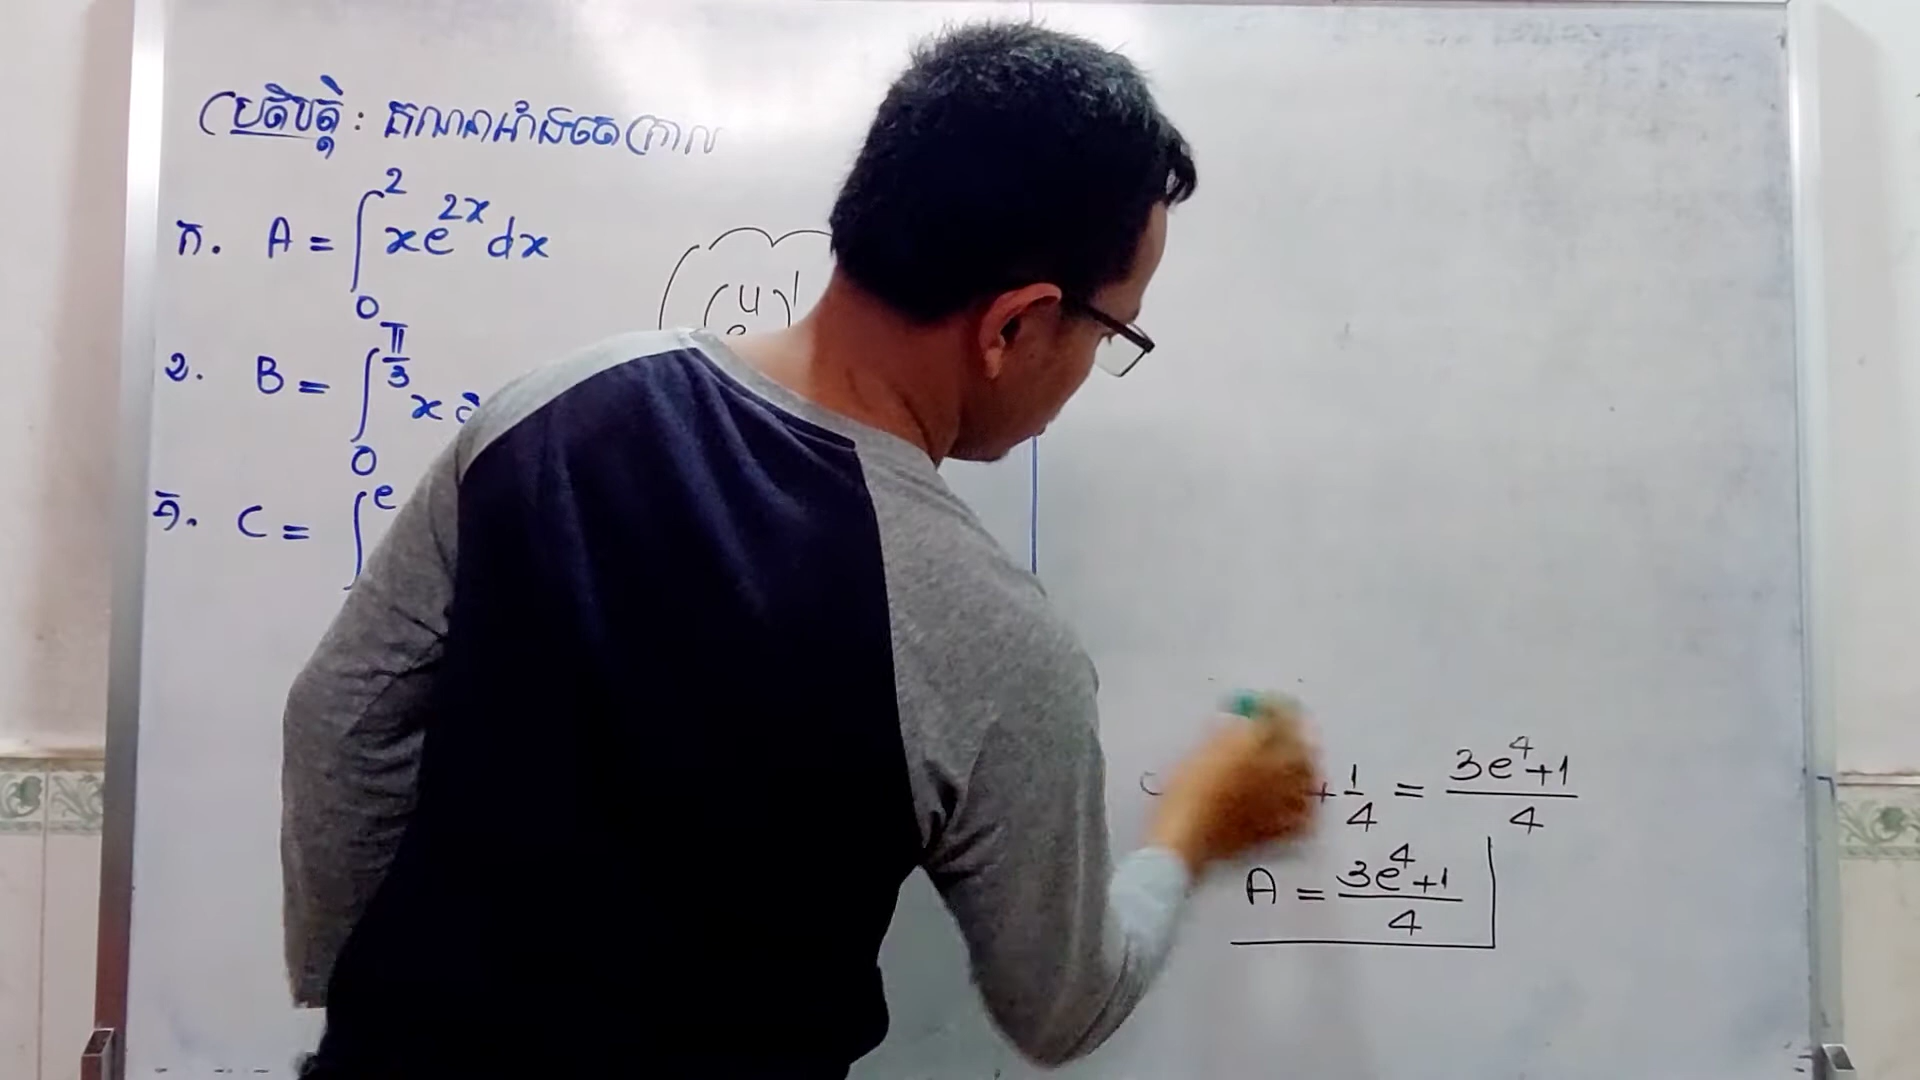 ប្រតិបត្តិ : គណនាអាំងតេក្រាល
ក. A = ∫₀² xe^{2x} dx
ខ. B = ∫₀^{π/3} x
គ. C = ∫^e
(u)'
+ 1/4 = (3e⁴+1)/4
A = (3e⁴+1)/4